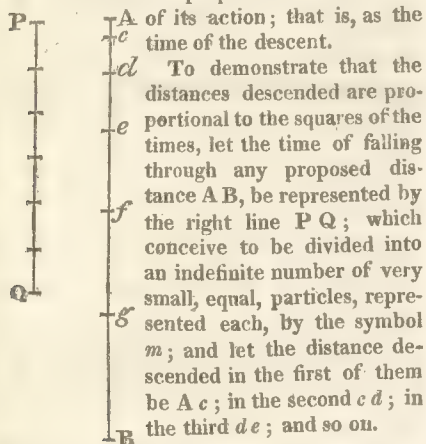 P
A of its action; that is, as the
c
time of the descent.
d
To demonstrate that the
distances descended are pro-
e portional to the squares of the
times, let the time of falling
through any proposed dis-
tance A B, be represented by
f
the right line P Q; which
conceive to be divided into
an indefinite number of very
Q
small, equal, particles, repre-
g
sented each, by the symbol
m; and let the distance de-
scended in the first of them
be A c; in the second c d; in
B
the third d e; and so on.